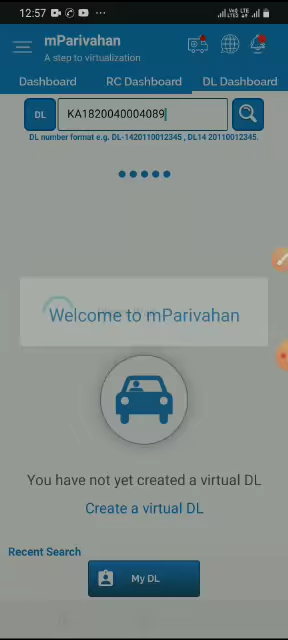 12:57
mParivahan
A step to virtualization
Dashboard RC Dashboard DL Dashboard
DL KA1820040004089
DL number format e.g. DL-1420110012345 , DL14 20110012345.
Welcome to mParivahan
You have not yet created a virtual DL
Create a virtual DL
Recent Search
My DL